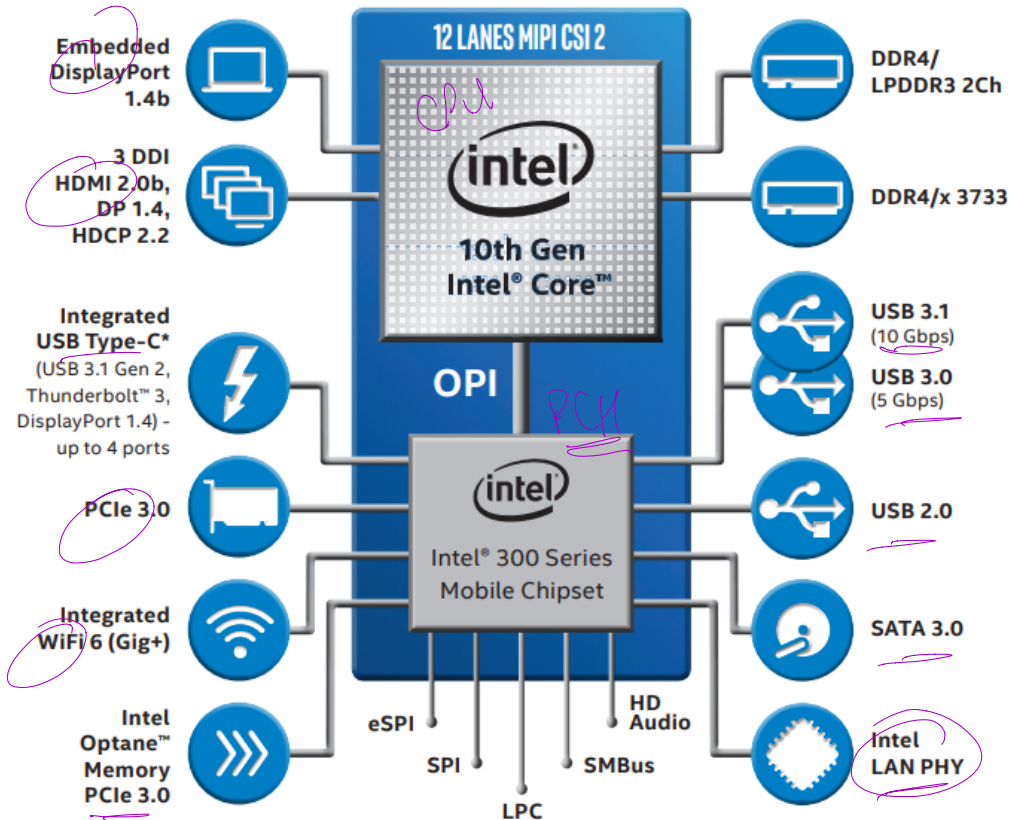 12 LANES MIPI CSI 2
Embedded
DisplayPort
1.4b
3 DDI
HDMI 2.0b,
DP 1.4,
HDCP 2.2
CPU
intel
10th Gen
Intel® Core™
DDR4/
LPDDR3 2Ch
DDR4/x 3733
Integrated
USB Type-C*
(USB 3.1 Gen 2,
Thunderbolt™ 3,
DisplayPort 1.4) -
up to 4 ports
OPI
PCH
USB 3.1
(10 Gbps)
USB 3.0
(5 Gbps)
PCIe 3.0
intel
Intel® 300 Series
Mobile Chipset
USB 2.0
Integrated
WiFi 6 (Gig+)
SATA 3.0
Intel
Optane™
Memory
PCIe 3.0
eSPI
SPI
LPC
SMBus
HD
Audio
Intel
LAN PHY